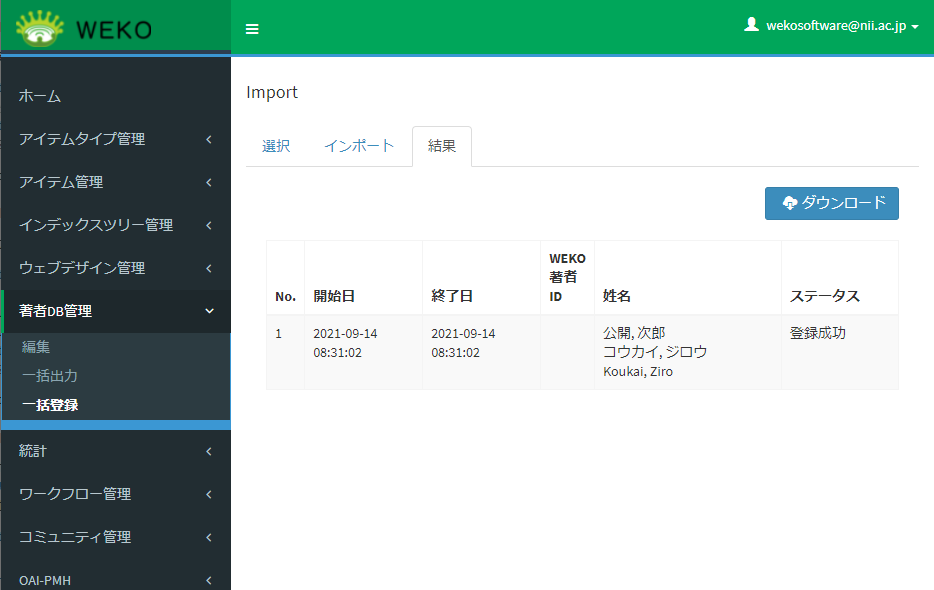 WEKO
wekosoftware@nii.ac.jp
ホーム
アイテムタイプ管理
アイテム管理
インデックスツリー管理
ウェブデザイン管理
著者DB管理
編集
一括出力
一括登録
統計
ワークフロー管理
コミュニティ管理
OAI-PMH
Import
選択 インポート 結果
ダウンロード
No. 開始日 終了日 WEKO 著者 ID 姓名 ステータス
1 2021-09-14 2021-09-14 公開, 次郎 登録成功
08:31:02 08:31:02 コウカイ, ジロウ
Koukai, Ziro